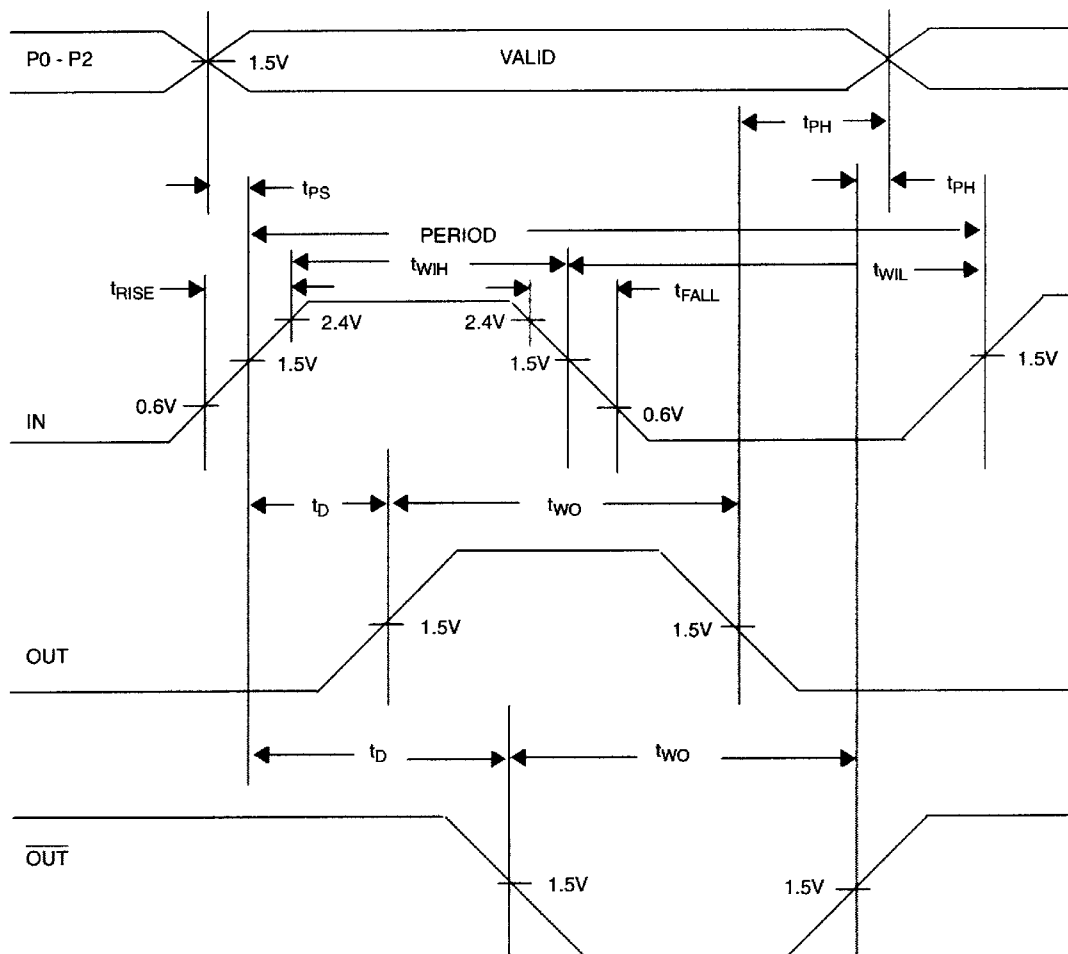 P0 - P2 1.5V VALID
tPH
tPS tPH
PERIOD
tWIH tWIL
tRISE tFALL
2.4V 2.4V
1.5V 1.5V 1.5V
0.6V 0.6V
IN
tD tWO
1.5V 1.5V
OUT
tD tWO
OUT
1.5V 1.5V